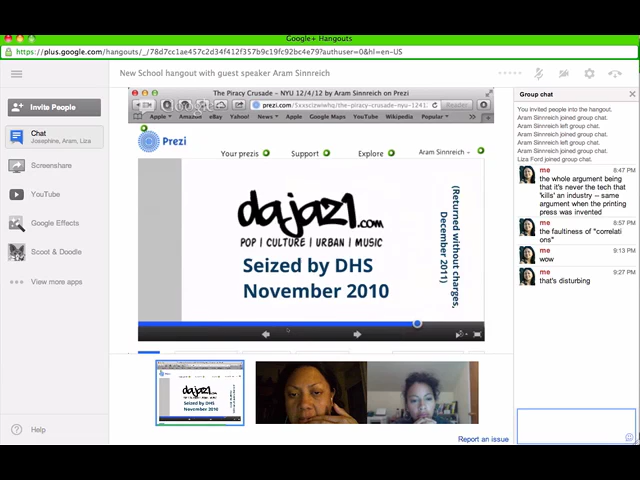 Google+ Hangouts
https://plus.google.com/hangouts/_/78d7cc1ae457c2d34f412f357b9c19fc92bc4e79?authuser=0&hl=en-US
New School hangout with guest speaker Aram Sinnreich
Invite People
Chat
Josephine, Aram, Liza
Screenshare
YouTube
Google Effects
Scoot & Doodle
View more apps
Help
The Piracy Crusade – NYU 12/4/12 by Aram Sinnreich on Prezi
Reader
Apple Amazon eBay Yahoo! News Apple Google Maps YouTube Wikipedia Popular
Prezi
Your prezis Support Explore Aram Sinnreich
dajaz1.com
POP | CULTURE | URBAN | MUSIC
Seized by DHS
November 2010
(Returned without charges,
December 2011)
dajaz1.com
Seized by DHS
November 2010
Report an issue
Group chat
You invited people into the hangout.
Aram Sinnreich joined group chat.
Aram Sinnreich left group chat.
Aram Sinnreich joined group chat.
Aram Sinnreich joined group chat.
Liza Ford joined group chat.
me 8:47 PM
the whole argument being
that it's never the tech that
'kills' an industry -- same
argument when the printing
press was invented
me 8:57 PM
the faultiness of "correlati
ons"
me 9:13 PM
wow
me 9:27 PM
that's disturbing